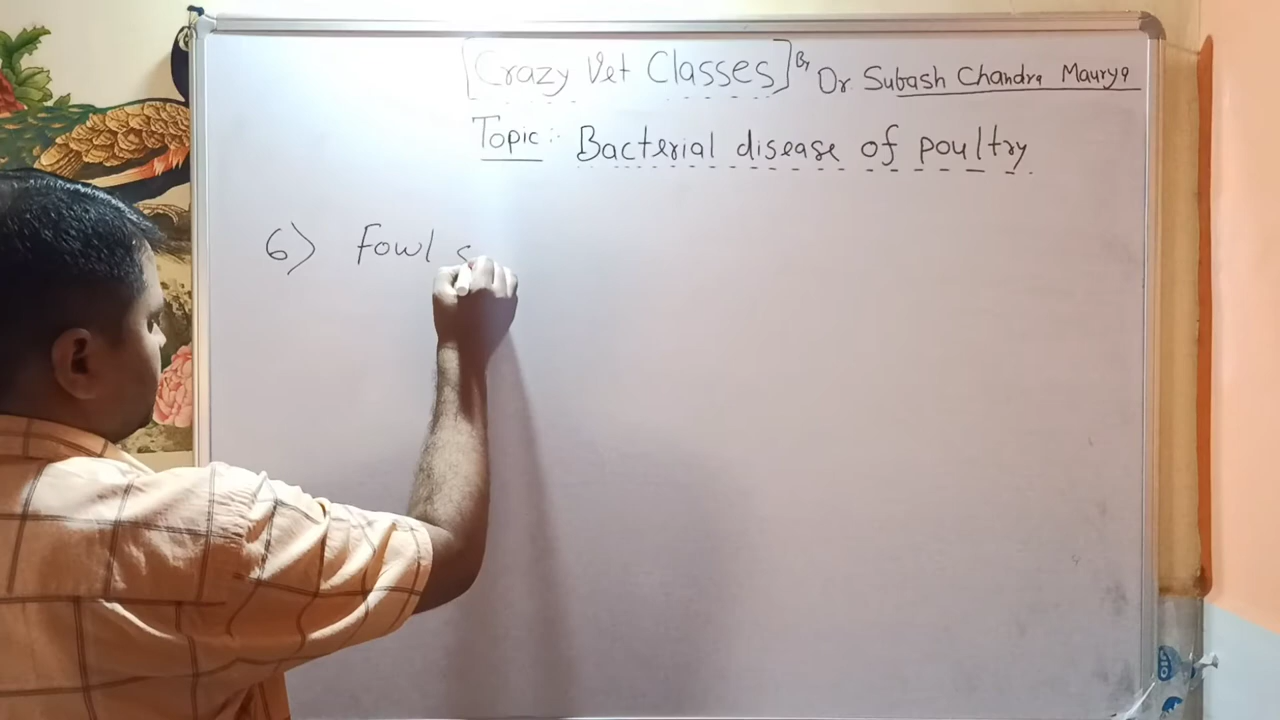 [Crazy Vet Classes] By Dr. Subash Chandra Maurya
Topic :- Bacterial disease of poultry
6) Fowl s